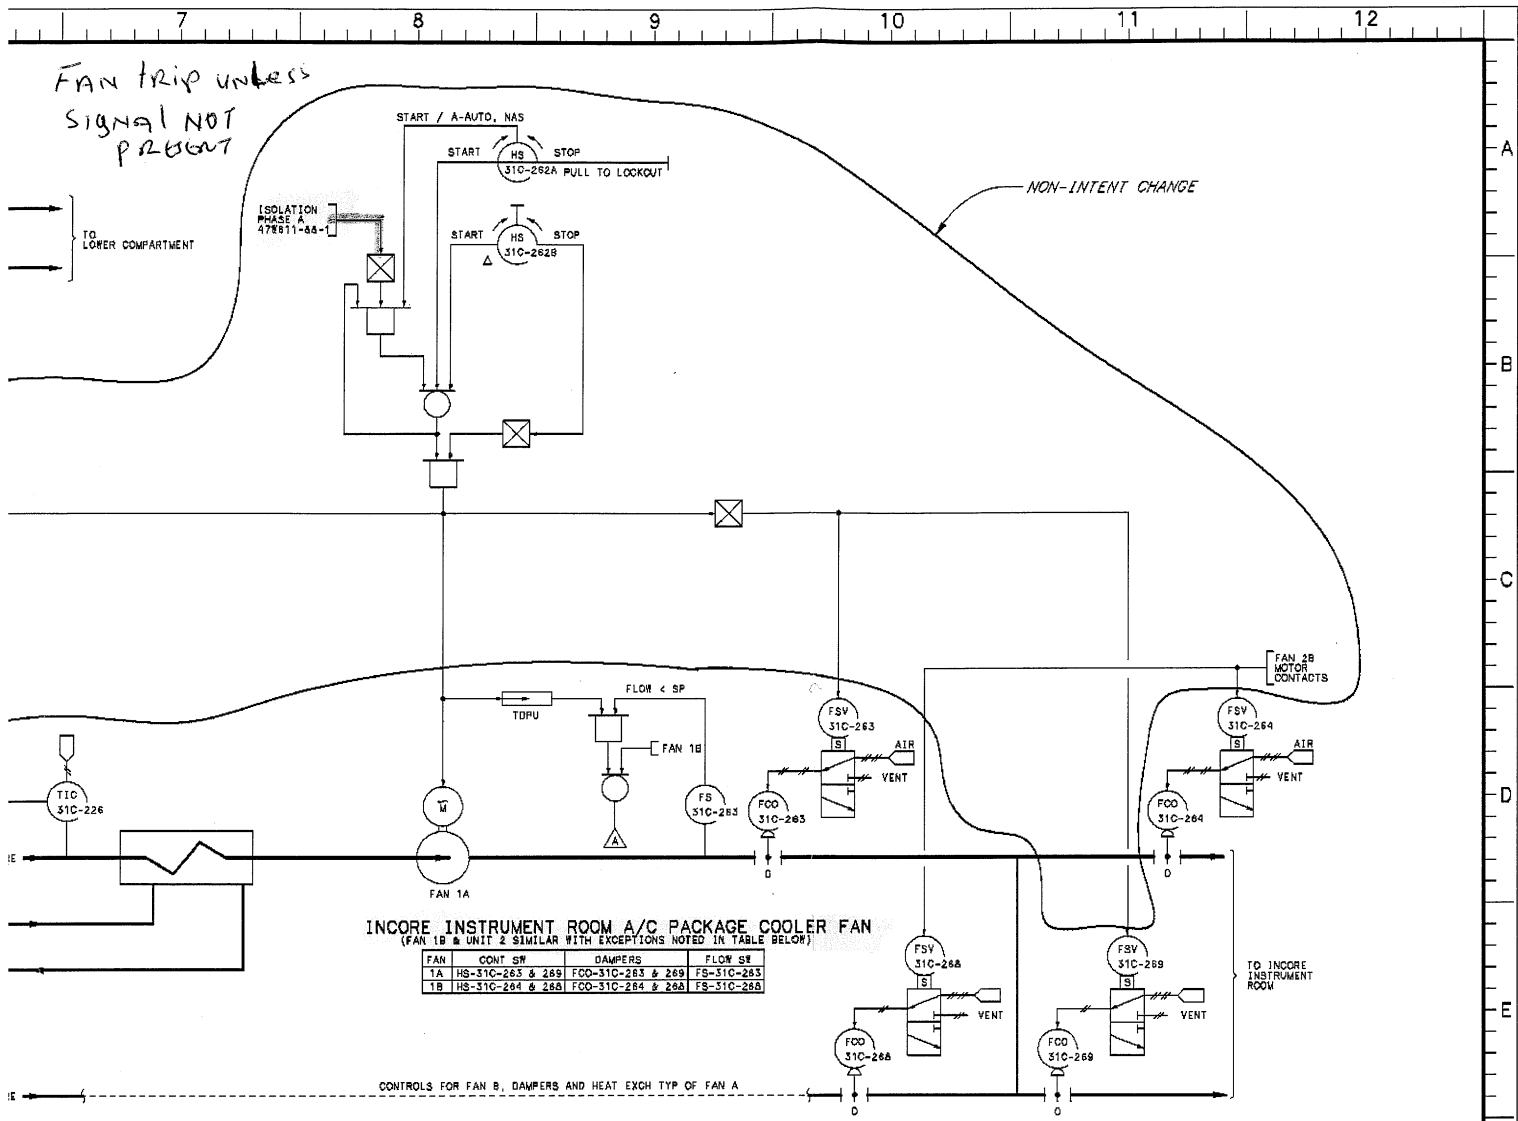 7 8 9 10 11 12
FAN tRIP UNLESS
SIGNAl NOT
PRESENT
START / A-AUTO, NAS
START HS STOP
31C-262A PULL TO LOCKOUT
A
NON-INTENT CHANGE
ISOLATION
PHASE A
47W611-88-1
TO
LOWER COMPARTMENT
START HS STOP
31C-262B
B
C
FAN 2B
MOTOR
CONTACTS
FLOW < SP
TDPU
FAN 1B
FSV
31C-263
S
AIR
VENT
FSV
31C-264
S
AIR
VENT
TIC
31C-226
M
FS
31C-263
FCO
31C-263
FCO
31C-264
D
A
FAN 1A
O
O
INCORE INSTRUMENT ROOM A/C PACKAGE COOLER FAN
(FAN 1B & UNIT 2 SIMILAR WITH EXCEPTIONS NOTED IN TABLE BELOW)
FAN CONT SW DAMPERS FLOW SW
1A HS-31C-263 & 269 FCO-31C-263 & 269 FS-31C-263
1B HS-31C-264 & 268 FCO-31C-264 & 268 FS-31C-268
FSV
31C-268
S
VENT
FSV
31C-269
S
VENT
TO INCORE
INSTRUMENT
ROOM
E
FCO
31C-268
FCO
31C-269
CONTROLS FOR FAN B, DAMPERS AND HEAT EXCH TYP OF FAN A
O
O